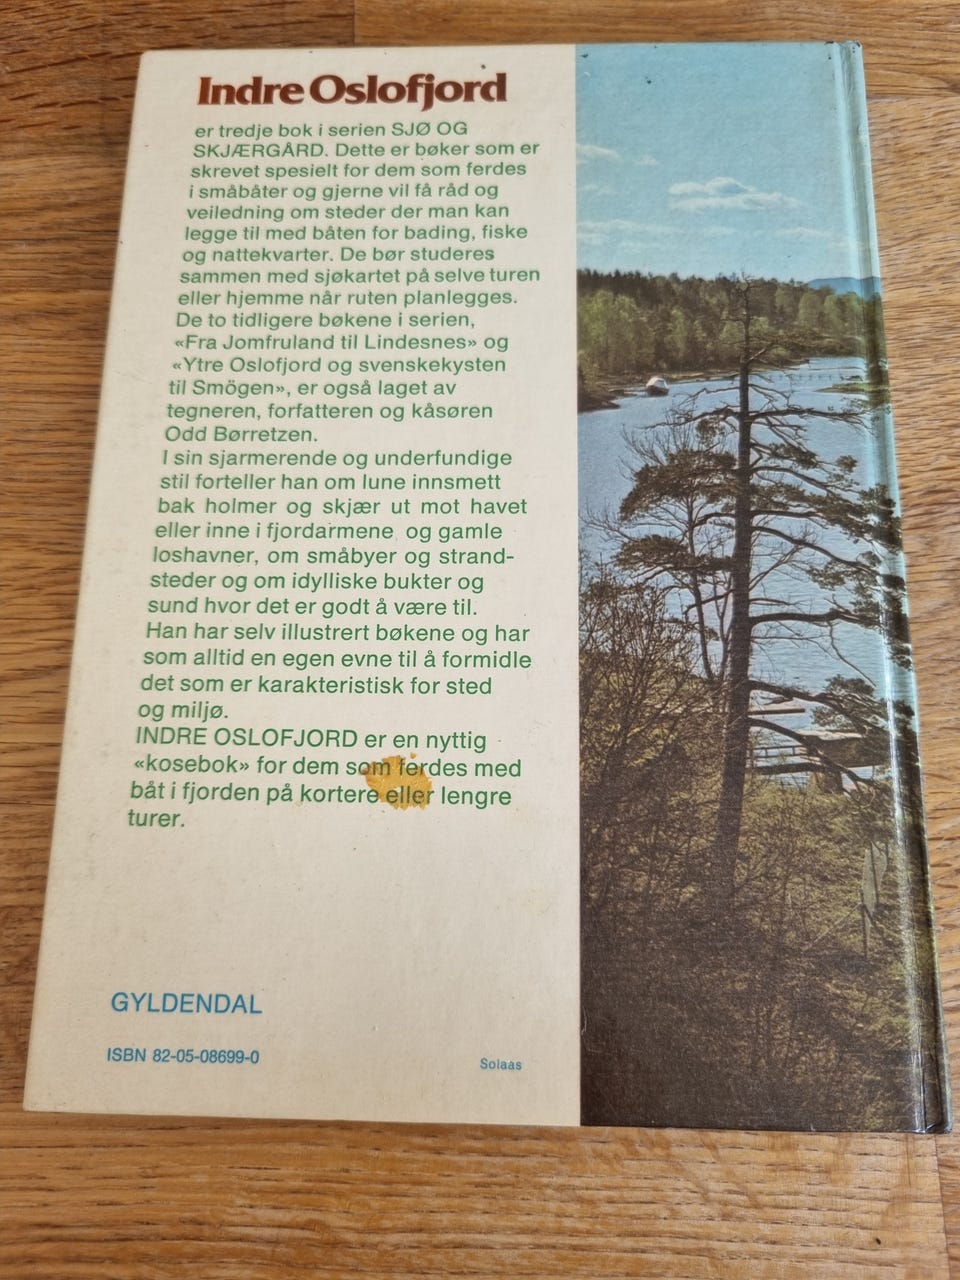 Indre Oslofjord
er tredje bok i serien SJØ OG
SKJÆRGÅRD. Dette er bøker som er
skrevet spesielt for dem som ferdes
i småbåter og gjerne vil få råd og
veiledning om steder der man kan
legge til med båten for bading, fiske
og nattekvarter. De bør studeres
sammen med sjøkartet på selve turen
eller hjemme når ruten planlegges.
De to tidligere bøkene i serien,
«Fra Jomfruland til Lindesnes» og
«Ytre Oslofjord og svenskekysten
til Smögen», er også laget av
tegneren, forfatteren og kåsøren
Odd Børretzen.
I sin sjarmerende og underfundige
stil forteller han om lune innsmett
bak holmer og skjær ut mot havet
eller inne i fjordarmene og gamle
loshavner, om småbyer og strand-
steder og om idylliske bukter og
sund hvor det er godt å være til.
Han har selv illustrert bøkene og har
som alltid en egen evne til å formidle
det som er karakteristisk for sted
og miljø.
INDRE OSLOFJORD er en nyttig
«kosebok» for dem som ferdes med
båt i fjorden på kortere eller lengre
turer.
GYLDENDAL
ISBN 82-05-08699-0
Solaas